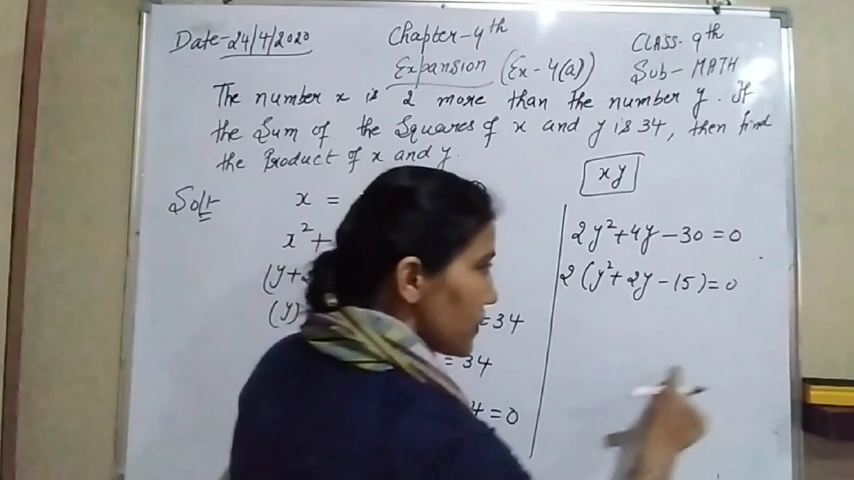 Date-24/4/2020
Chapter-4th
CLASS-9th
Expansion (Ex-4(a))
Sub-MATH
The number x is 2 more than the number y. If
the Sum of the Squares of x and y is 34, then find
the Product of x and y.
xy
Soln
x =
x²+
(y+2
(y)
=34
= 34
4=0
2y²+4y-30=0
2(y²+2y-15)=0